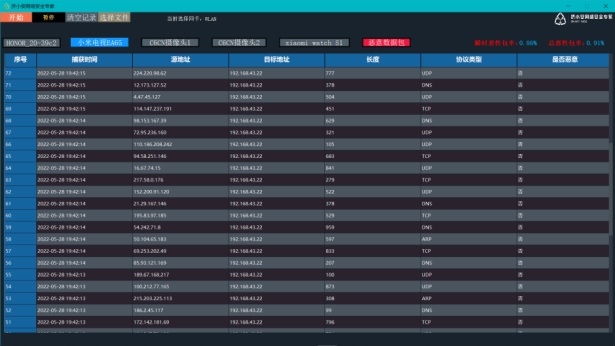 开始 暂停 清空记录 选择文件 当前选择网卡：WLAN
HONOR_20-39c2 小米电视EA65 C6CN摄像头1 C6CN摄像头2 xiaomi watch S1 恶意数据包
序号 捕获时间 源地址 目标地址 长度 协议类型 是否恶意
72 2022-05-28 19:42:15 224.220.98.62 192.168.43.22 777 UDP 否
71 2022-05-28 19:42:15 12.173.127.52 192.168.43.22 378 DNS 否
70 2022-05-28 19:42:15 4.47.45.127 192.168.43.22 504 UDP 否
69 2022-05-28 19:42:15 114.147.237.191 192.168.43.22 451 TCP 否
68 2022-05-28 19:42:14 98.153.167.39 192.168.43.22 629 DNS 否
67 2022-05-28 19:42:14 72.95.236.160 192.168.43.22 321 UDP 否
66 2022-05-28 19:42:14 110.186.208.242 192.168.43.22 105 UDP 否
65 2022-05-28 19:42:14 94.58.251.146 192.168.43.22 683 TCP 否
64 2022-05-28 19:42:14 16.67.74.15 192.168.43.22 841 UDP 否
63 2022-05-28 19:42:14 217.58.0.176 192.168.43.22 279 TCP 否
62 2022-05-28 19:42:14 152.200.91.120 192.168.43.22 522 UDP 否
61 2022-05-28 19:42:14 21.29.167.146 192.168.43.22 378 DNS 否
60 2022-05-28 19:42:14 195.83.97.185 192.168.43.22 529 TCP 否
59 2022-05-28 19:42:14 54.242.71.8 192.168.43.22 959 DNS 否
58 2022-05-28 19:42:14 50.104.65.183 192.168.43.22 597 ARP 否
57 2022-05-28 19:42:14 69.253.202.49 192.168.43.22 833 TCP 否
56 2022-05-28 19:42:14 85.93.121.169 192.168.43.22 207 DNS 否
55 2022-05-28 19:42:13 189.67.168.217 192.168.43.22 100 UDP 否
54 2022-05-28 19:42:13 100.212.77.165 192.168.43.22 873 UDP 否
53 2022-05-28 19:42:13 215.203.225.113 192.168.43.22 308 ARP 否
52 2022-05-28 19:42:13 186.2.45.117 192.168.43.22 99 DNS 否
51 2022-05-28 19:42:13 172.142.181.69 192.168.43.22 796 TCP 否